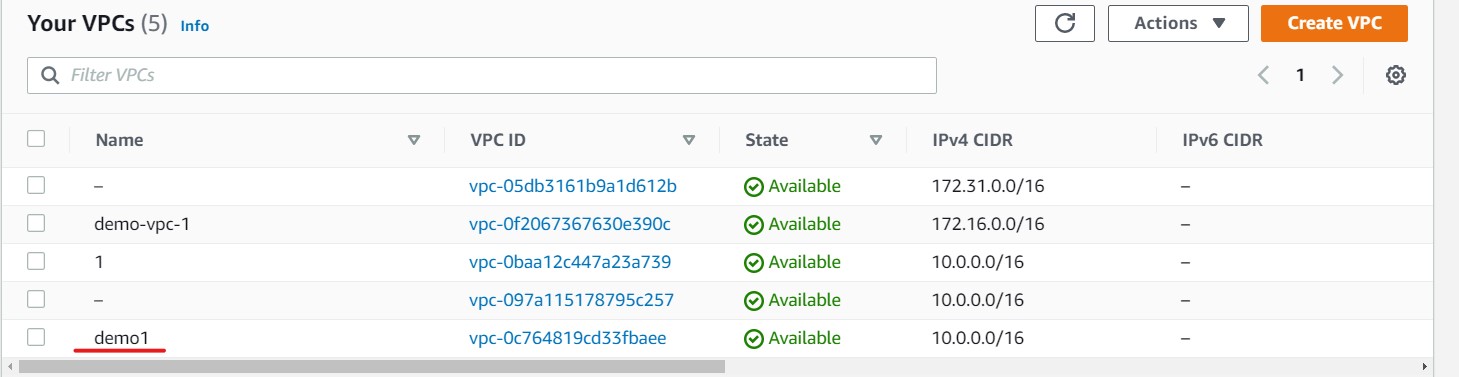 Your VPCs (5) Info Actions Create VPC
Filter VPCs 1
Name VPC ID State IPv4 CIDR IPv6 CIDR
– vpc-05db3161b9a1d612b Available 172.31.0.0/16 –
demo-vpc-1 vpc-0f2067367630e390c Available 172.16.0.0/16 –
1 vpc-0baa12c447a23a739 Available 10.0.0.0/16 –
– vpc-097a115178795c257 Available 10.0.0.0/16 –
demo1 vpc-0c764819cd33fbaee Available 10.0.0.0/16 –